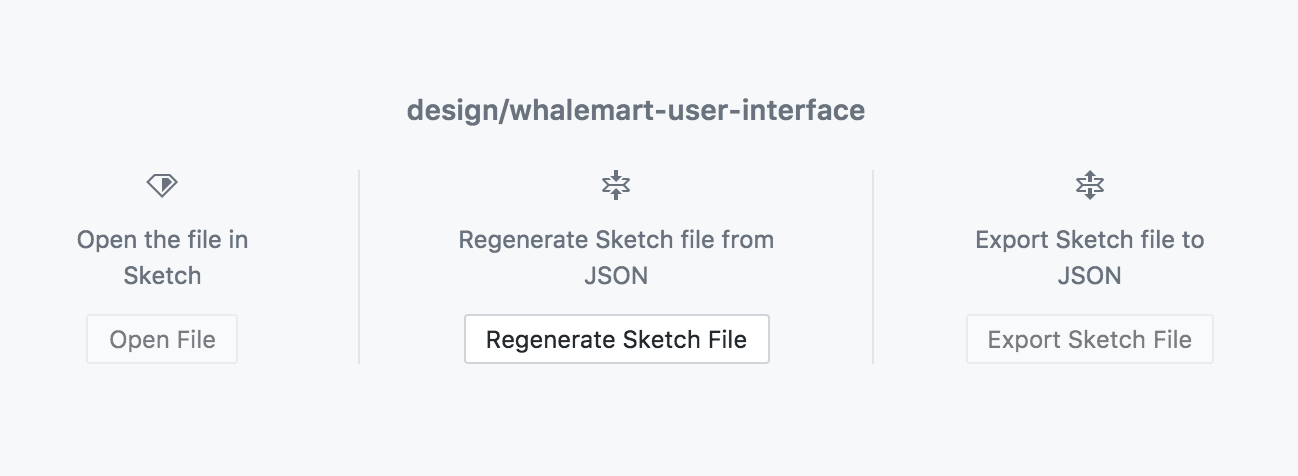 design/whalemart-user-interface
Open the file in
Sketch
Open File
Regenerate Sketch file from
JSON
Regenerate Sketch File
Export Sketch file to
JSON
Export Sketch File